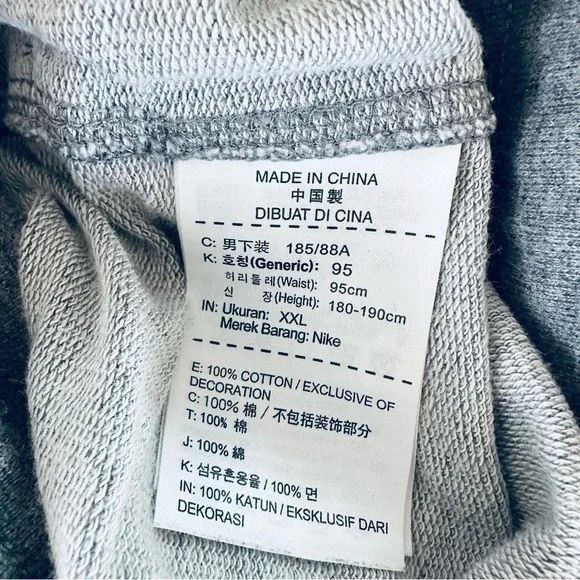 MADE IN CHINA
中国製
DIBUAT DI CINA
C: 男下装 185/88A
K: 호칭(Generic): 95
허리둘레(Waist): 95cm
신 장(Height): 180-190cm
IN: Ukuran: XXL
Merek Barang: Nike
E: 100% COTTON / EXCLUSIVE OF
DECORATION
C: 100% 棉 / 不包括装饰部分
T: 100% 棉
J: 100% 綿
K: 섬유혼용율 / 100% 면
IN: 100% KATUN / EKSKLUSIF DARI
DEKORASI